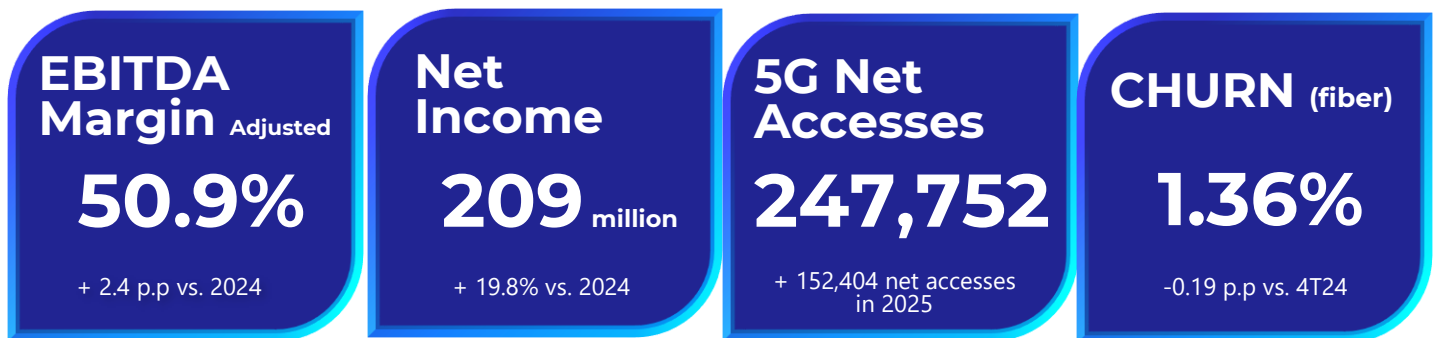 EBITDA
Margin Adjusted
50.9%
+ 2.4 p.p vs. 2024
Net
Income
209 million
+ 19.8% vs. 2024
5G Net
Accesses
247,752
+ 152,404 net accesses
in 2025
CHURN (fiber)
1.36%
-0.19 p.p vs. 4T24